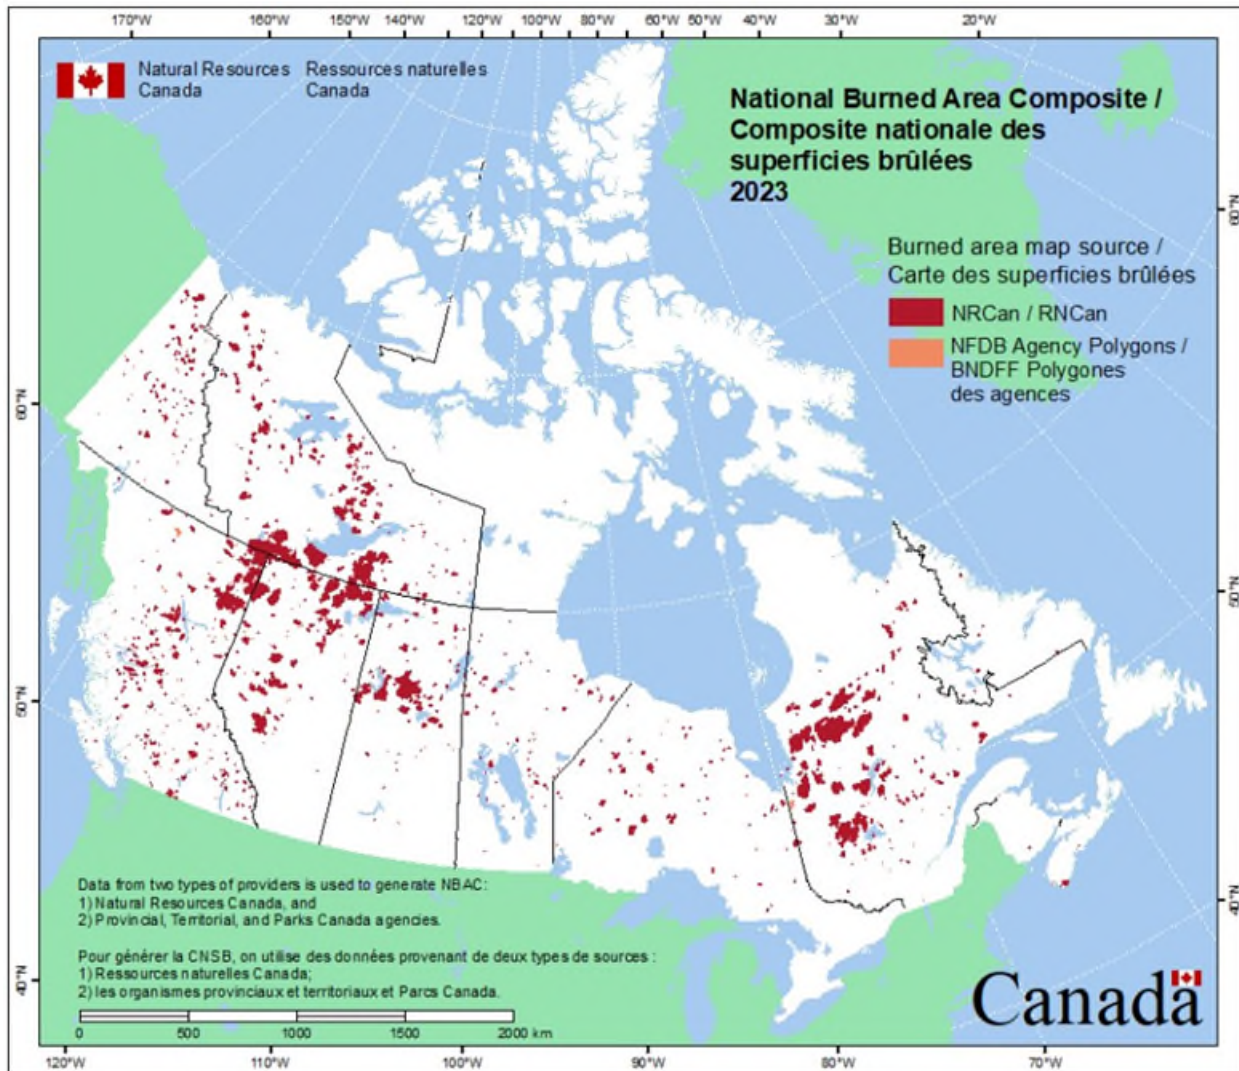 170°W 160°W 150°W 140°W 120°W 100°W 80°W 60°W 50°W 40°W 30°W 20°W
Natural Resources Canada
Ressources naturelles Canada
National Burned Area Composite /
Composite nationale des
superficies brûlées
2023
Burned area map source /
Carte des superficies brûlées
NRCan / RNCan
NFDB Agency Polygons /
BNDFF Polygones
des agences
60°N
50°N
40°N
60°N
50°N
40°N
Data from two types of providers is used to generate NBAC:
1) Natural Resources Canada, and
2) Provincial, Territorial, and Parks Canada agencies.
Pour générer la CNSB, on utilise des données provenant de deux types de sources :
1) Ressources naturelles Canada;
2) les organismes provinciaux et territoriaux et Parcs Canada.
0 500 1000 1500 2000 km
Canada
120°W 110°W 100°W 90°W 80°W 70°W